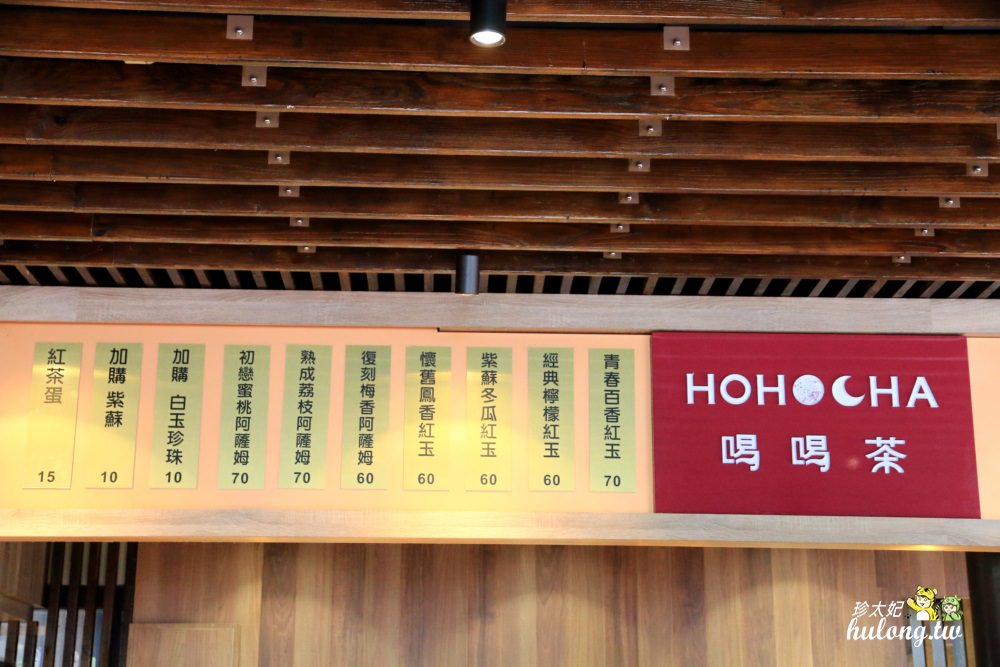 HOHOCHA
喝喝茶
青春百香紅玉
70
經典檸檬紅玉
60
紫蘇冬瓜紅玉
60
懷舊鳳香紅玉
60
復刻梅香阿薩姆
60
熟成荔枝阿薩姆
70
初戀蜜桃阿薩姆
70
加購 白玉珍珠
10
加購 紫蘇
10
紅茶蛋
15
珍太妃
hulong.tw